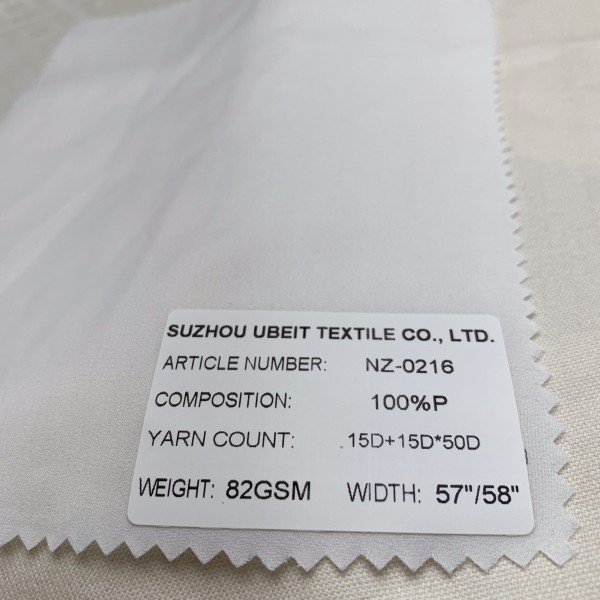 SUZHOU UBEIT TEXTILE CO., LTD.
ARTICLE NUMBER: NZ-0216
COMPOSITION: 100%P
YARN COUNT: .15D+15D*50D
WEIGHT: 82GSM WIDTH: 57"/58"